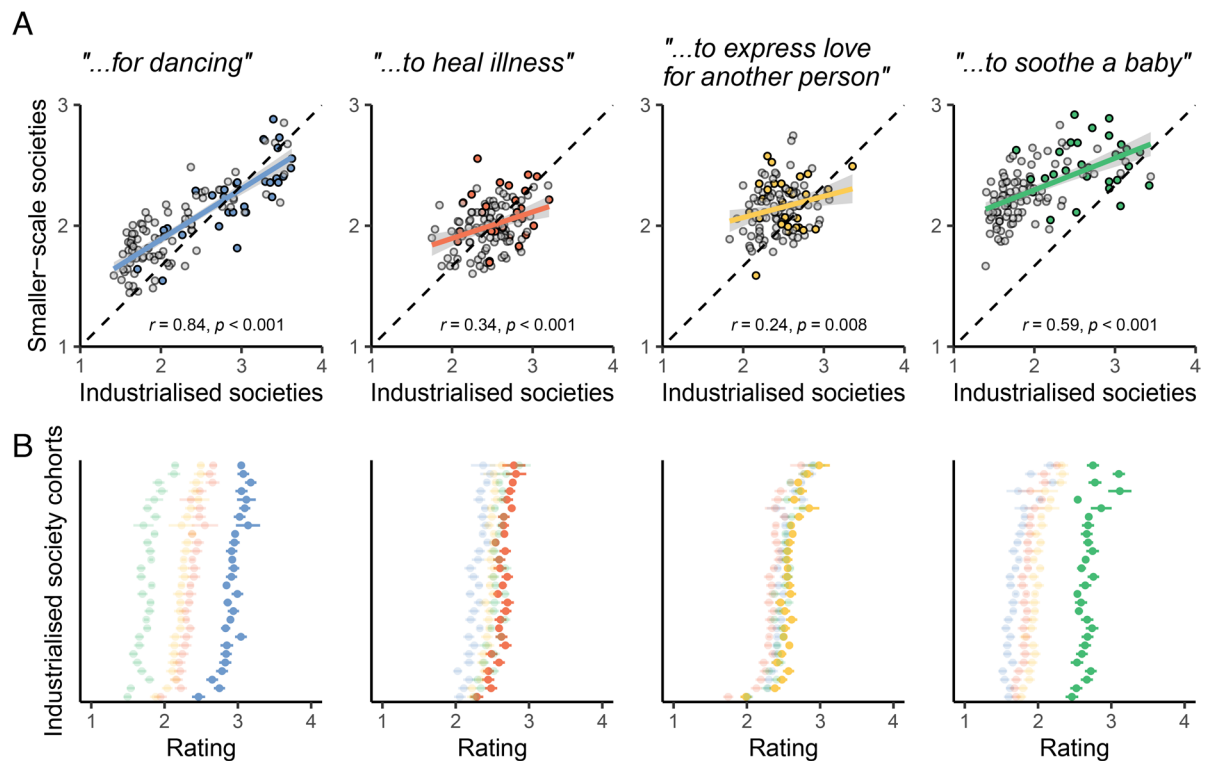 A
"...for dancing"
"...to heal illness"
"...to express love
for another person"
"...to soothe a baby"
Smaller−scale societies
3
2
1
r = 0.84, p < 0.001
1 2 3 4
Industrialised societies
3
2
1
r = 0.34, p < 0.001
1 2 3 4
Industrialised societies
3
2
1
r = 0.24, p = 0.008
1 2 3 4
Industrialised societies
3
2
1
r = 0.59, p < 0.001
1 2 3 4
Industrialised societies
B
Industrialised society cohorts
1 2 3 4
Rating
1 2 3 4
Rating
1 2 3 4
Rating
1 2 3 4
Rating